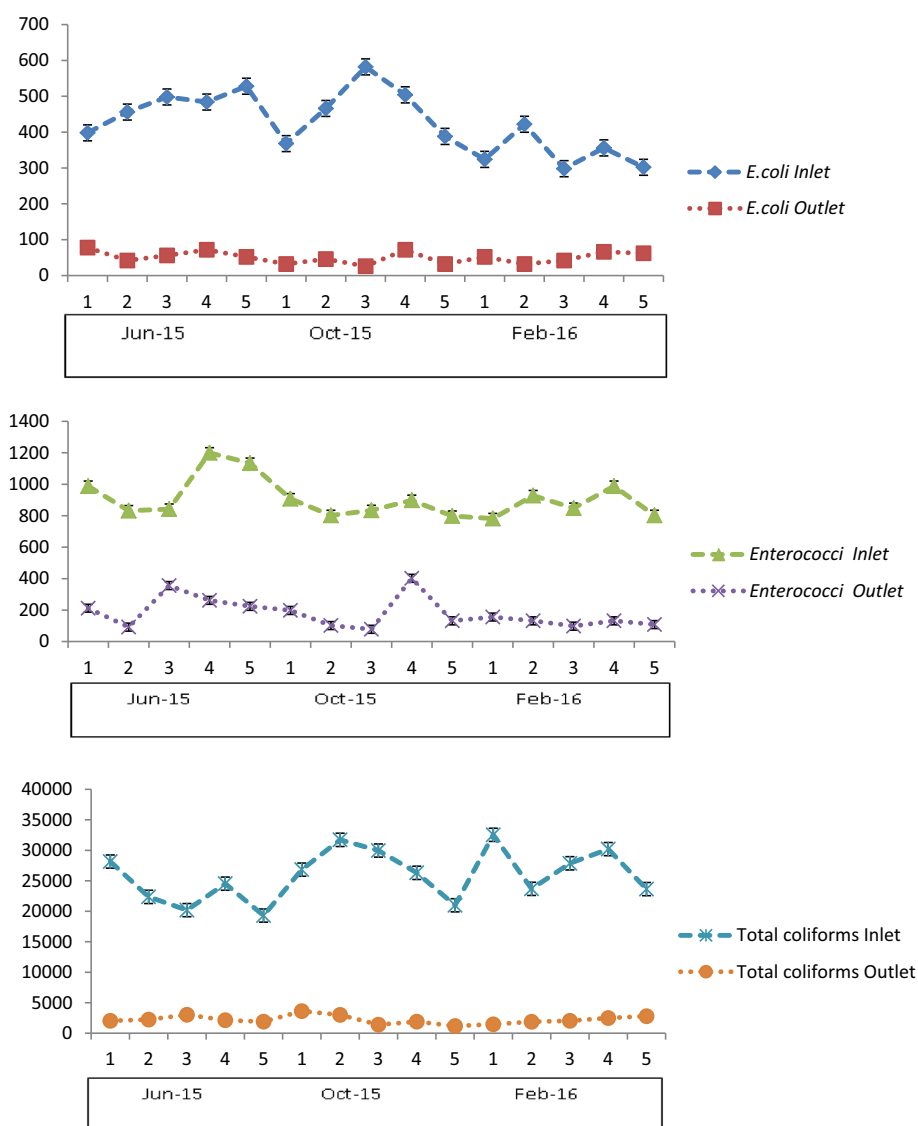 700
600
500
400
300
200
100
0
1 2 3 4 5 1 2 3 4 5 1 2 3 4 5
Jun-15 Oct-15 Feb-16
E.coli Inlet
E.coli Outlet
1400
1200
1000
800
600
400
200
0
1 2 3 4 5 1 2 3 4 5 1 2 3 4 5
Jun-15 Oct-15 Feb-16
Enterococci Inlet
Enterococci Outlet
40000
35000
30000
25000
20000
15000
10000
5000
0
1 2 3 4 5 1 2 3 4 5 1 2 3 4 5
Jun-15 Oct-15 Feb-16
Total coliforms Inlet
Total coliforms Outlet